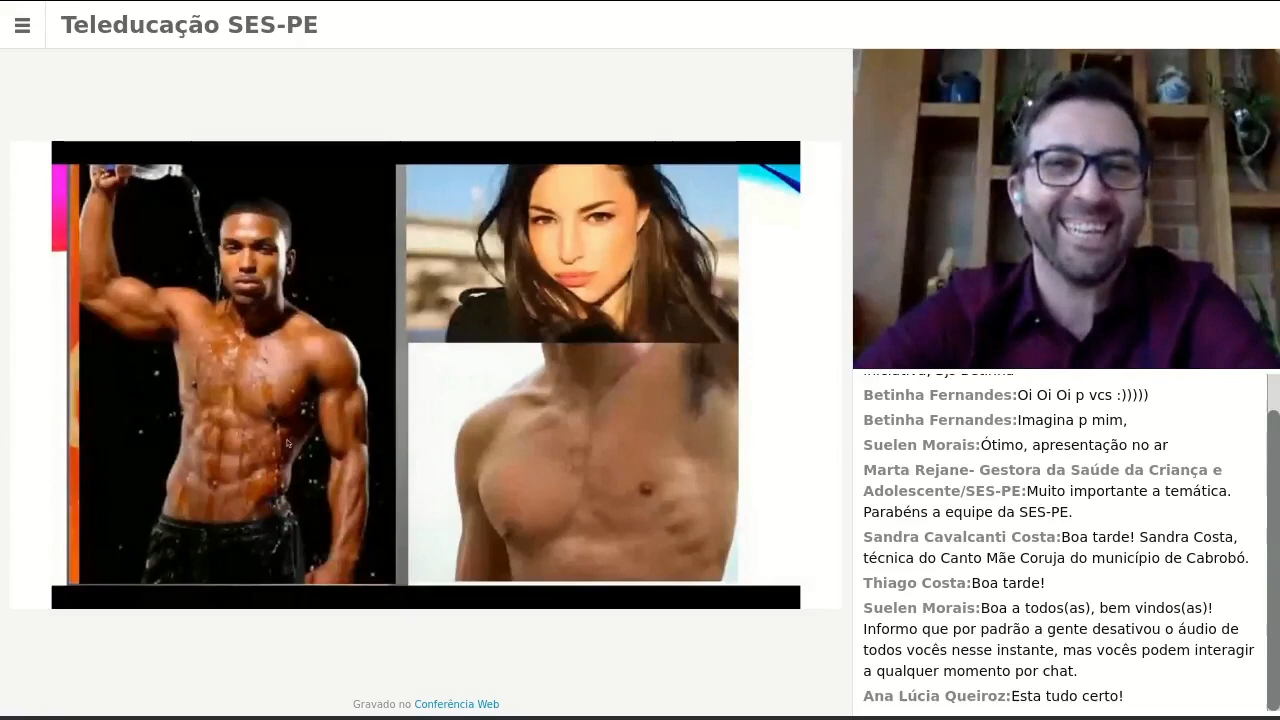 Teleducação SES-PE
Betinha Fernandes:Oi Oi Oi p vcs :)))))
Betinha Fernandes:Imagina p mim,
Suelen Morais:Ótimo, apresentação no ar
Marta Rejane- Gestora da Saúde da Criança e
Adolescente/SES-PE:Muito importante a temática.
Parabéns a equipe da SES-PE.
Sandra Cavalcanti Costa:Boa tarde! Sandra Costa,
técnica do Canto Mãe Coruja do município de Cabrobó.
Thiago Costa:Boa tarde!
Suelen Morais:Boa a todos(as), bem vindos(as)!
Informo que por padrão a gente desativou o áudio de
todos vocês nesse instante, mas vocês podem interagir
a qualquer momento por chat.
Ana Lúcia Queiroz:Esta tudo certo!
Gravado no Conferência Web